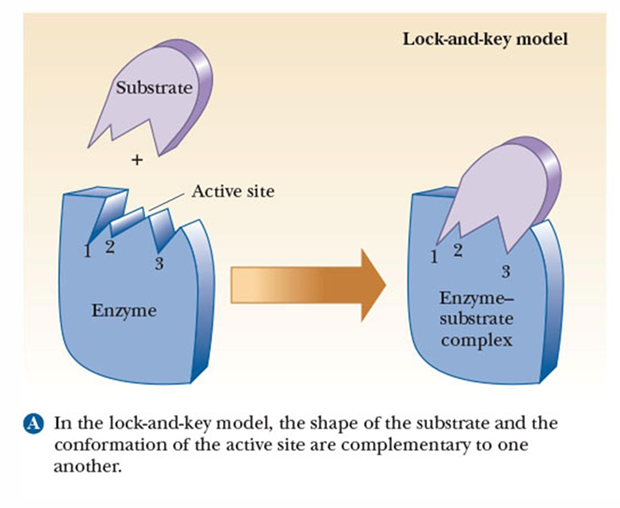 Lock-and-key model
Substrate
+
Active site
1 2
3
Enzyme
1 2
3
Enzyme–
substrate
complex
A In the lock-and-key model, the shape of the substrate and the
conformation of the active site are complementary to one
another.